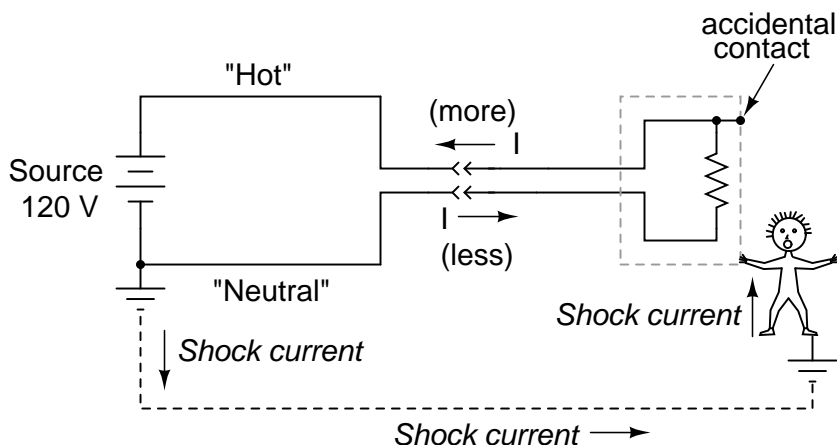 accidental
contact
"Hot"
(more)
I
Source
120 V
I
(less)
"Neutral"
Shock current
Shock current
Shock current